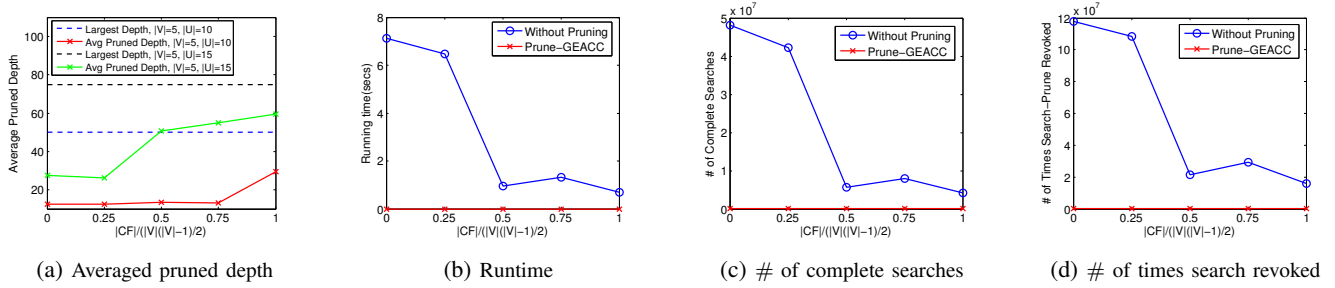 Average Pruned Depth
100
80
60
40
20
Largest Depth, |V|=5, |U|=10
Avg Pruned Depth, |V|=5, |U|=10
Largest Depth, |V|=5, |U|=15
Avg Pruned Depth, |V|=5, |U|=15
0 0.25 0.5 0.75 1
|CF|/(|V|(|V|−1)/2)
(a) Averaged pruned depth
Running time(secs)
8
6
4
2
0
Without Pruning
Prune−GEACC
0 0.25 0.5 0.75 1
|CF|/(|V|(|V|−1)/2)
(b) Runtime
# of Complete Searches
5 x 10^7
4
3
2
1
0
Without Pruning
Prune−GEACC
0 0.25 0.5 0.75 1
|CF|/(|V|(|V|−1)/2)
(c) # of complete searches
# of Times Search−Prune Revoked
12 x 10^7
10
8
6
4
2
0
Without Pruning
Prune−GEACC
0 0.25 0.5 0.75 1
|CF|/(|V|(|V|−1)/2)
(d) # of times search revoked